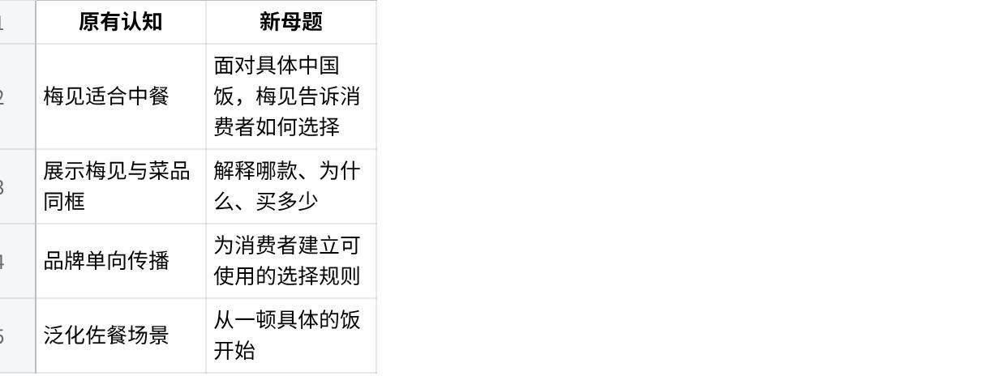 原有认知
新母题
梅见适合中餐
面对具体中国
饭，梅见告诉消
费者如何选择
展示梅见与菜品
同框
解释哪款、为什
么、买多少
品牌单向传播
为消费者建立可
使用的选择规则
泛化佐餐场景
从一顿具体的饭
开始